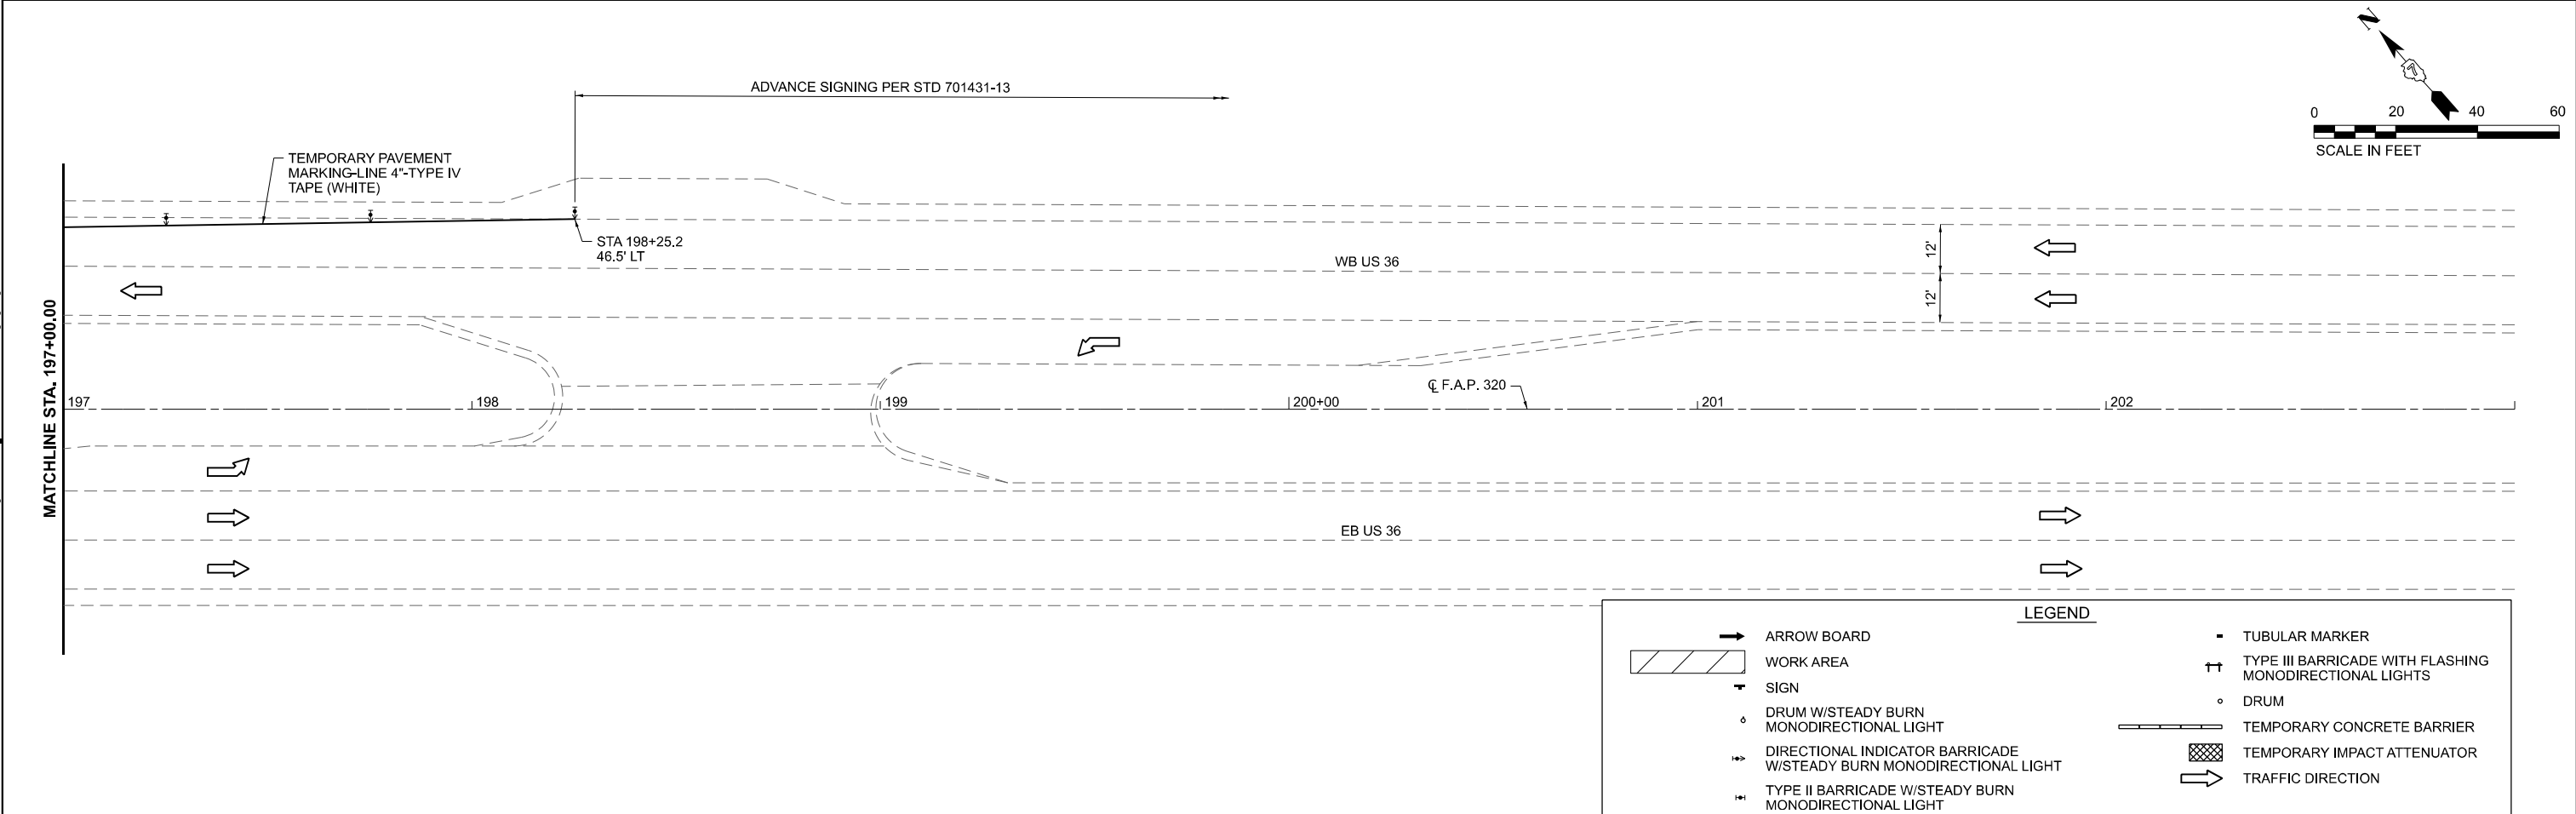 ADVANCE SIGNING PER STD 701431-13
N
0 20 40 60
SCALE IN FEET
TEMPORARY PAVEMENT
MARKING-LINE 4"-TYPE IV
TAPE (WHITE)
STA 198+25.2
46.5' LT
WB US 36
12'
12'
MATCHLINE STA. 197+00.00
℄ F.A.P. 320
197 198 199 200+00 201 202
EB US 36
LEGEND
ARROW BOARD
WORK AREA
SIGN
DRUM W/STEADY BURN
MONODIRECTIONAL LIGHT
DIRECTIONAL INDICATOR BARRICADE
W/STEADY BURN MONODIRECTIONAL LIGHT
TYPE II BARRICADE W/STEADY BURN
MONODIRECTIONAL LIGHT
TUBULAR MARKER
TYPE III BARRICADE WITH FLASHING
MONODIRECTIONAL LIGHTS
DRUM
TEMPORARY CONCRETE BARRIER
TEMPORARY IMPACT ATTENUATOR
TRAFFIC DIRECTION